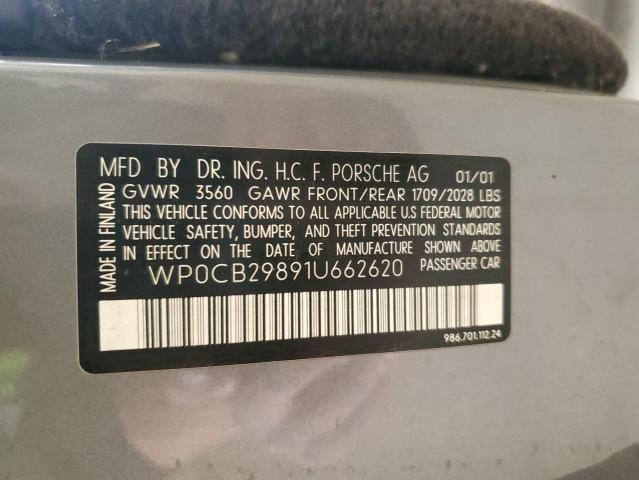 MFD BY DR. ING. H.C. F. PORSCHE AG 01/01
GVWR 3560 GAWR FRONT/REAR 1709/2028 LBS
THIS VEHICLE CONFORMS TO ALL APPLICABLE U.S FEDERAL MOTOR
VEHICLE SAFETY, BUMPER, AND THEFT PREVENTION STANDARDS
IN EFFECT ON THE DATE OF MANUFACTURE SHOWN ABOVE
WP0CB29891U662620 PASSENGER CAR
986.701.112.24
MADE IN FINLAND